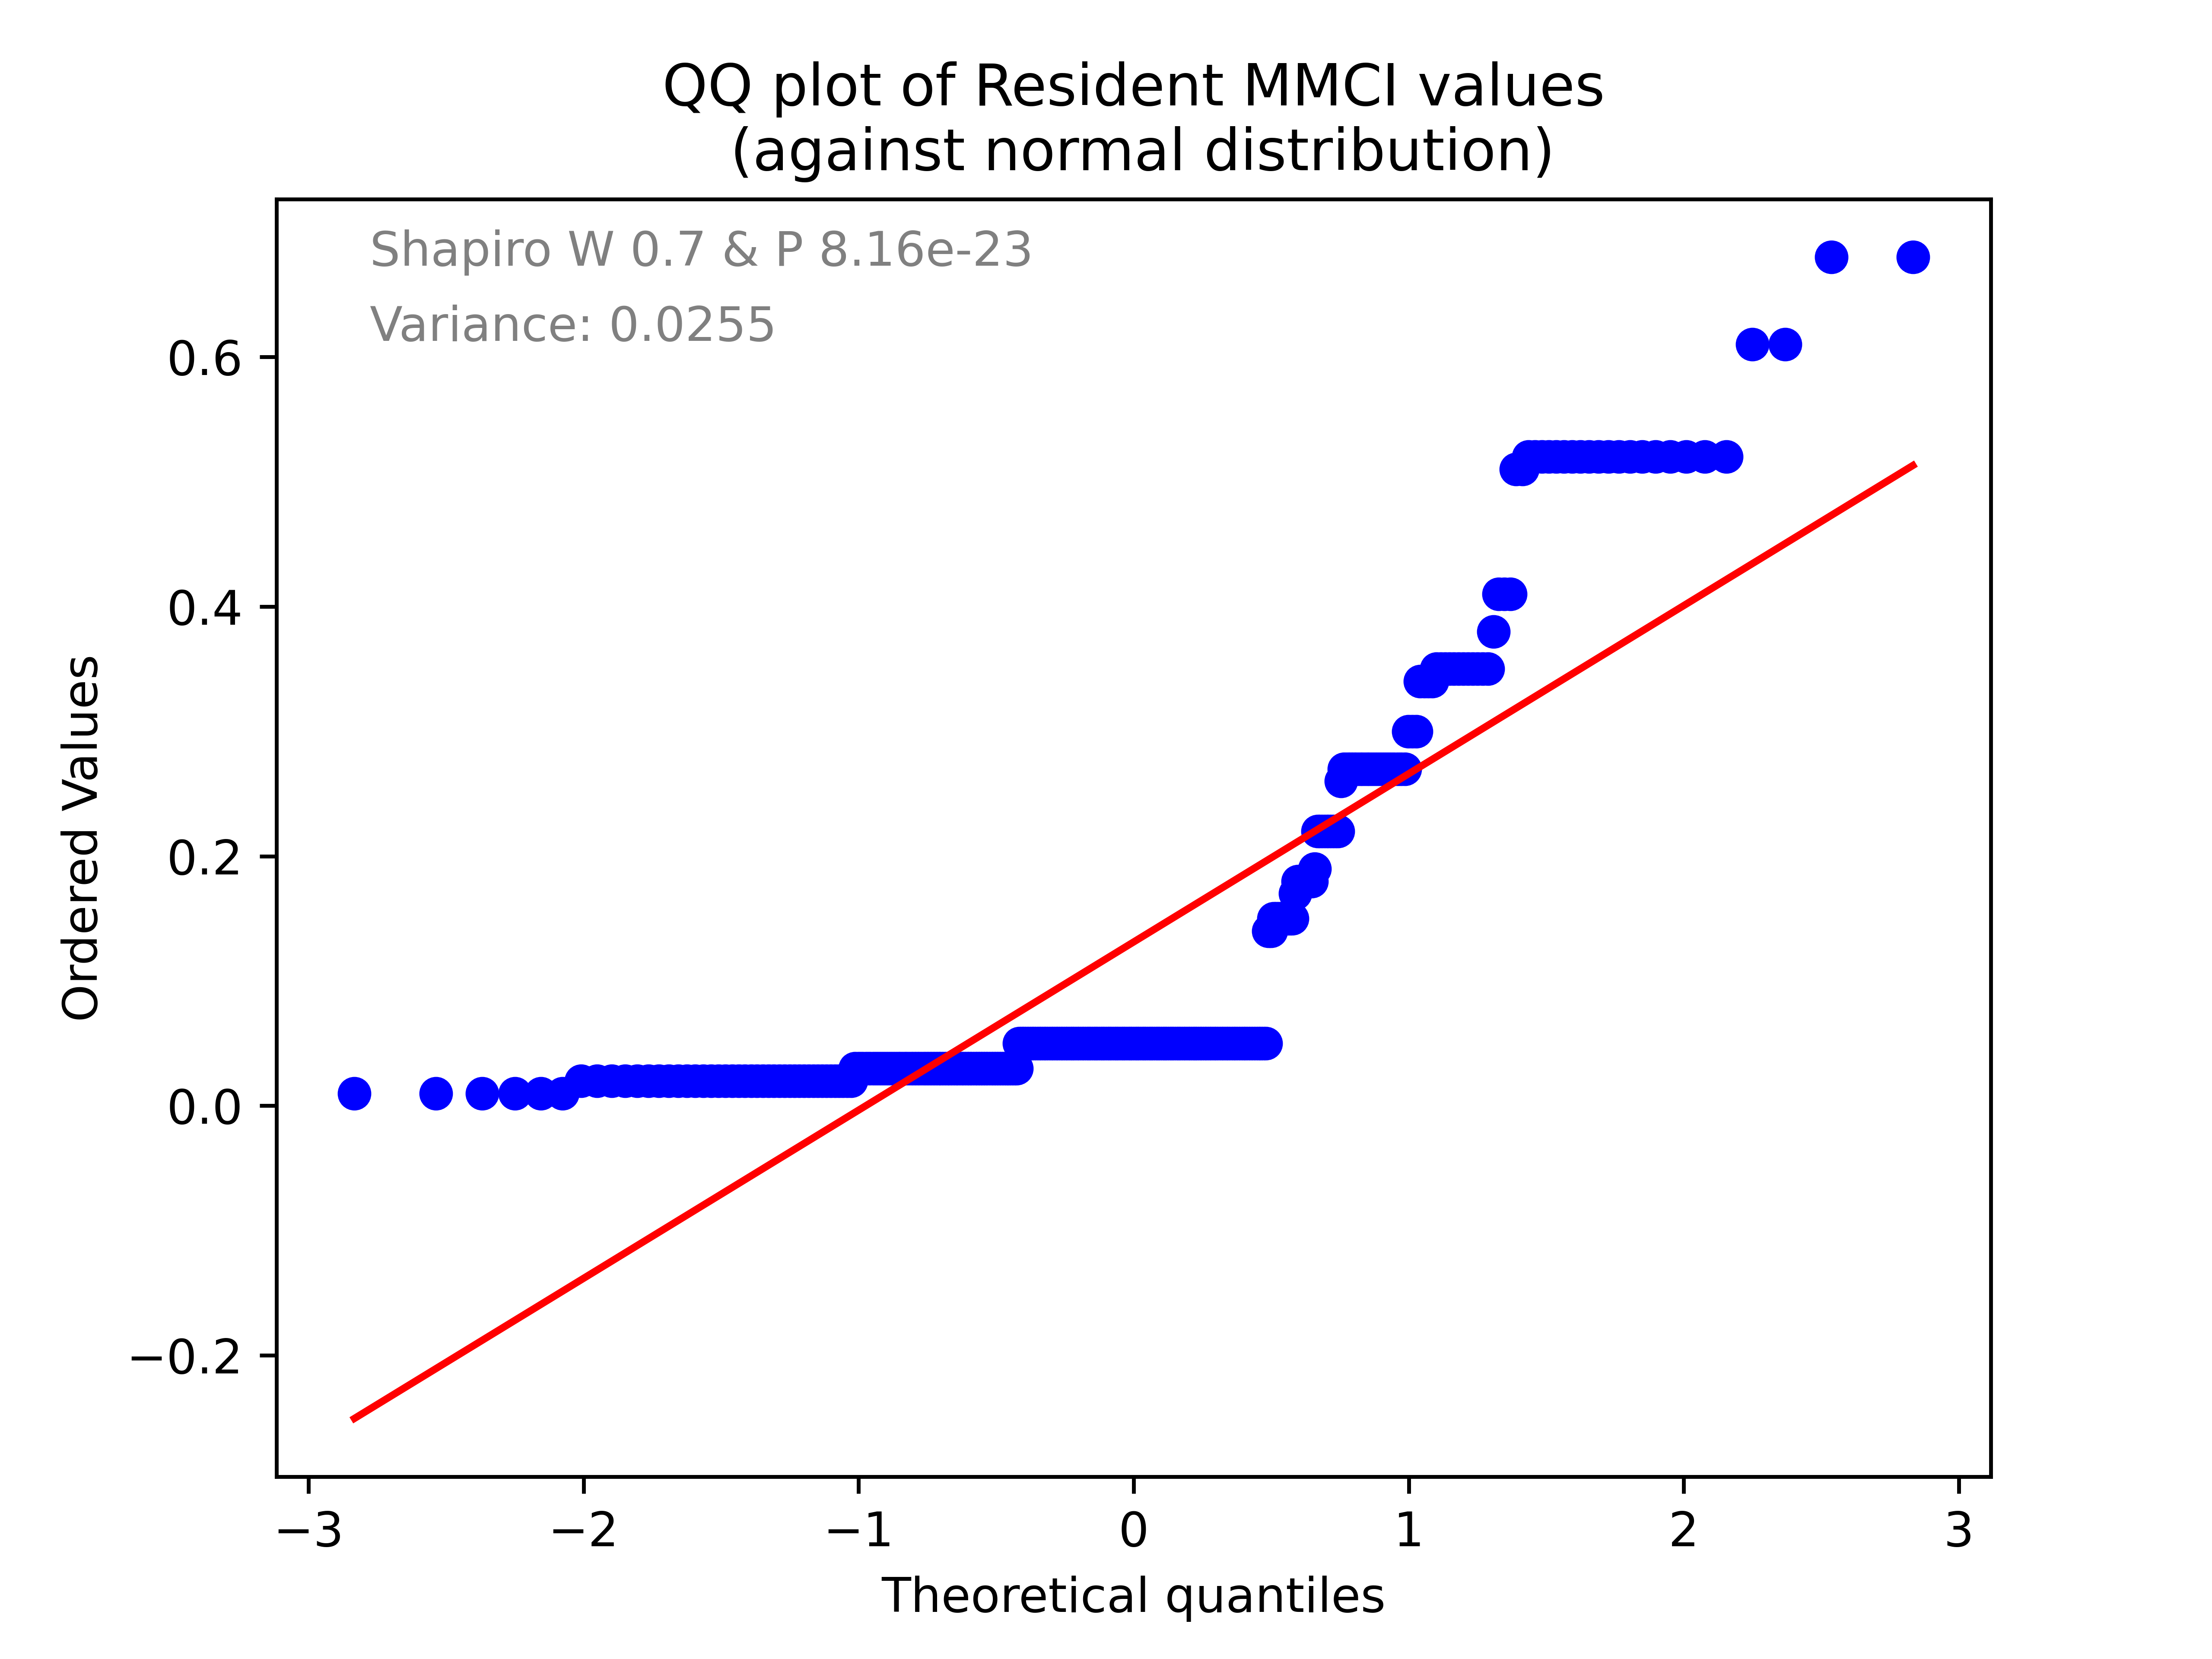 QQ plot of Resident MMCI values
(against normal distribution)
Shapiro W 0.7 & P 8.16e-23
Variance: 0.0255
Ordered Values
0.6
0.4
0.2
0.0
−0.2
−3 −2 −1 0 1 2 3
Theoretical quantiles